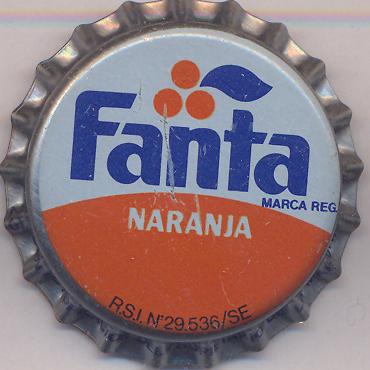 Fanta
MARCA REG.
NARANJA
R.S.I. Nº 29.536/SE